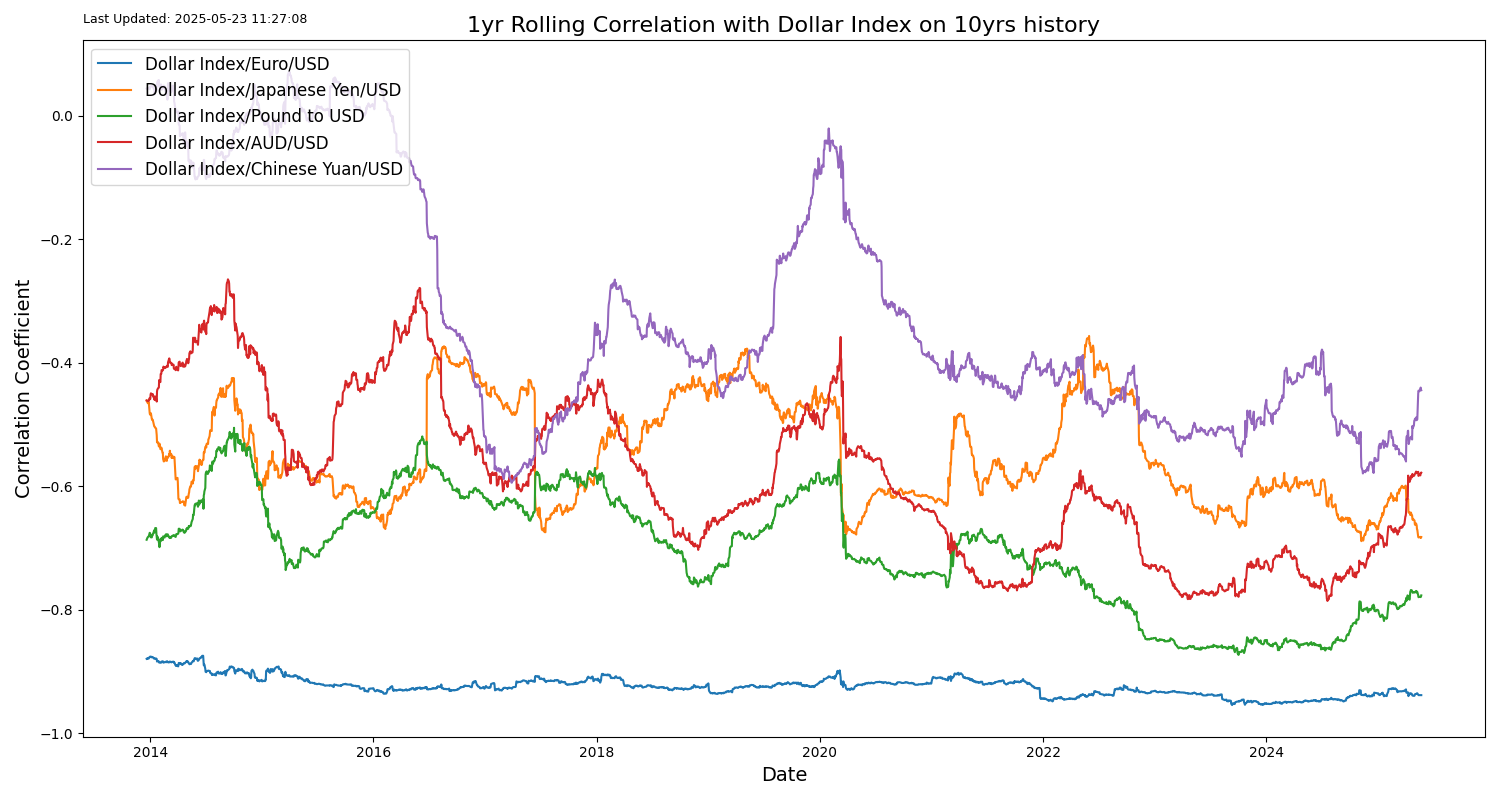 Last Updated: 2025-05-23 11:27:08
1yr Rolling Correlation with Dollar Index on 10yrs history
Dollar Index/Euro/USD
Dollar Index/Japanese Yen/USD
Dollar Index/Pound to USD
Dollar Index/AUD/USD
Dollar Index/Chinese Yuan/USD
Correlation Coefficient
0.0
−0.2
−0.4
−0.6
−0.8
−1.0
2014 2016 2018 2020 2022 2024
Date